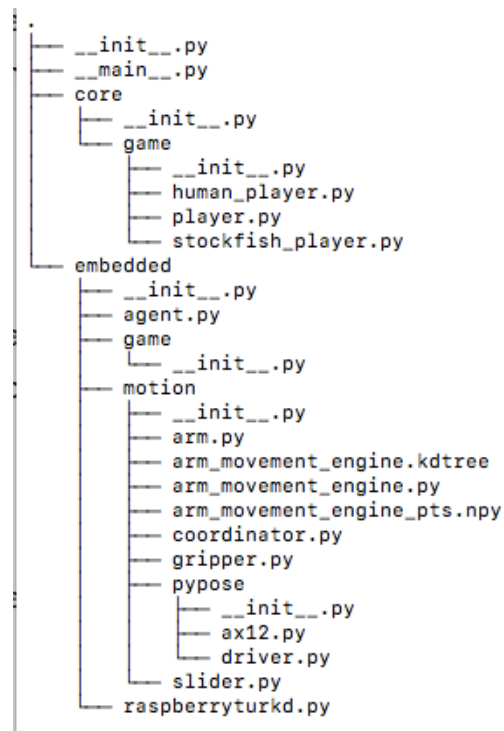 .
├── __init__.py
├── __main__.py
├── core
│   ├── __init__.py
│   └── game
│       ├── __init__.py
│       ├── human_player.py
│       ├── player.py
│       └── stockfish_player.py
└── embedded
    ├── __init__.py
    ├── agent.py
    ├── game
    │   └── __init__.py
    ├── motion
    │   ├── __init__.py
    │   ├── arm.py
    │   ├── arm_movement_engine.kdtree
    │   ├── arm_movement_engine.py
    │   ├── arm_movement_engine_pts.npy
    │   ├── coordinator.py
    │   ├── gripper.py
    │   ├── pypose
    │   │   ├── __init__.py
    │   │   ├── ax12.py
    │   │   └── driver.py
    │   └── slider.py
    └── raspberryturkd.py